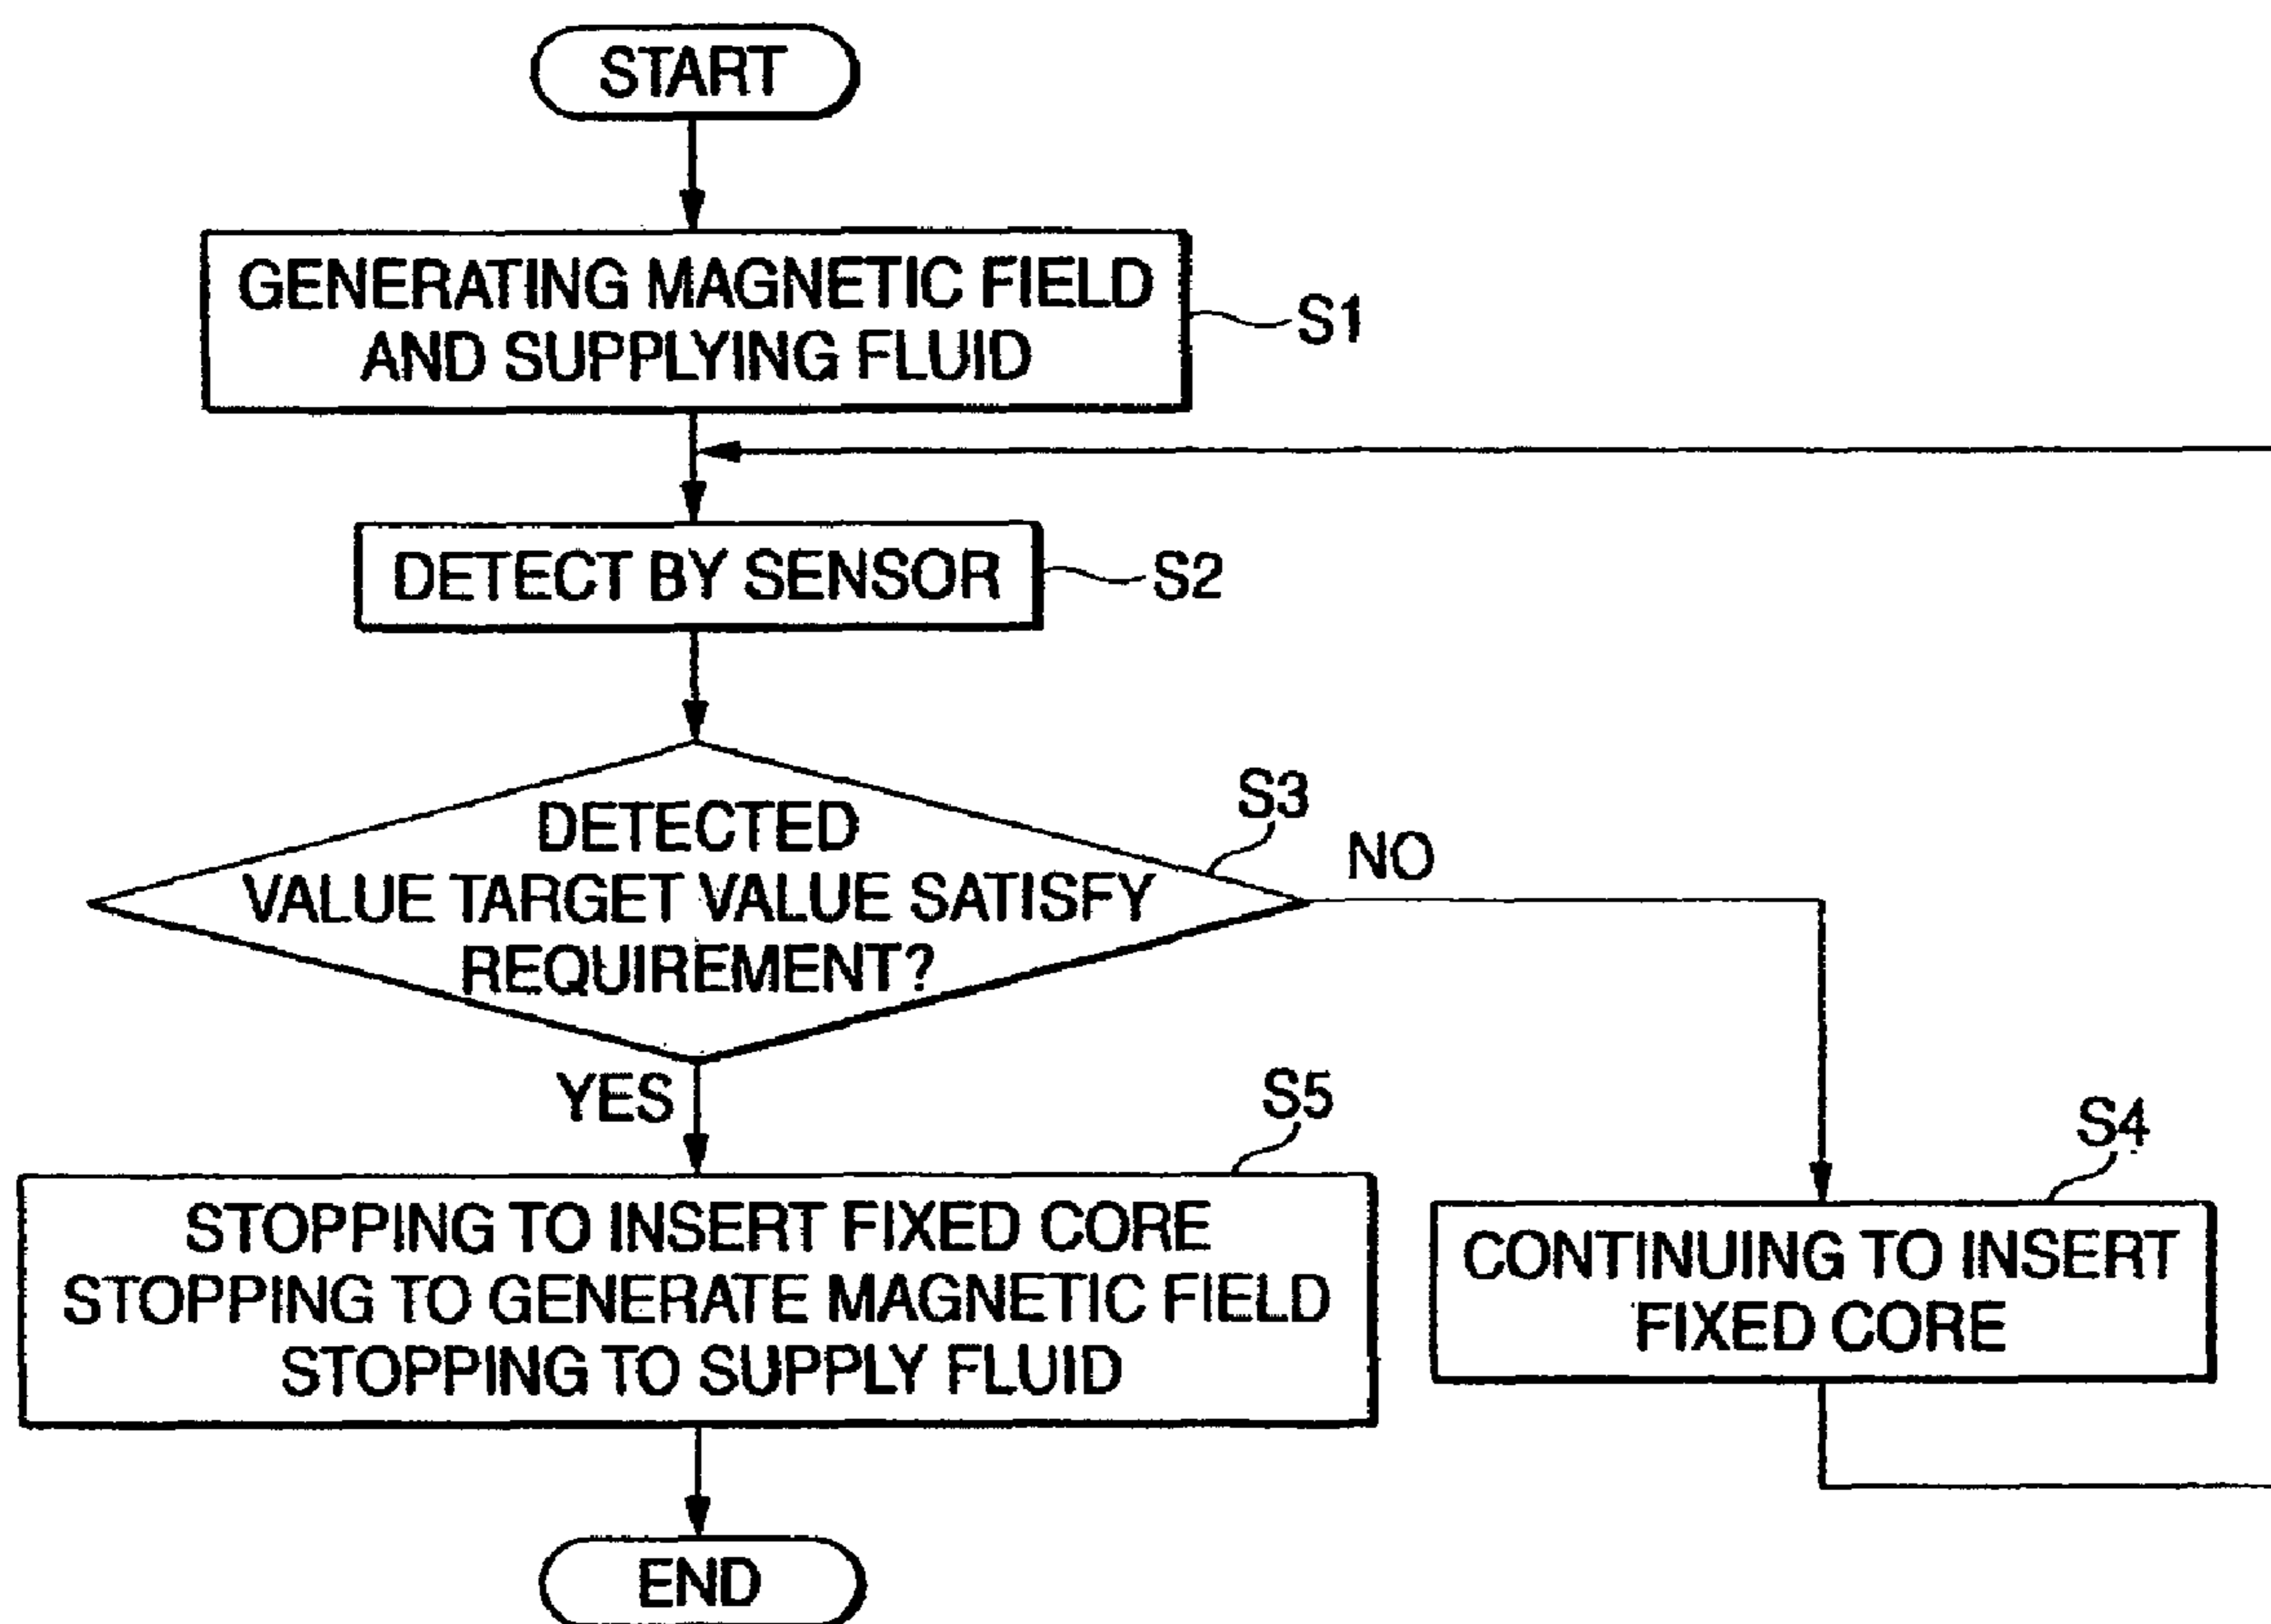 START
GENERATING MAGNETIC FIELD
AND SUPPLYING FLUID
S1
DETECT BY SENSOR
S2
DETECTED
VALUE TARGET VALUE SATISFY
REQUIREMENT?
S3
NO
YES
S5
STOPPING TO INSERT FIXED CORE
STOPPING TO GENERATE MAGNETIC FIELD
STOPPING TO SUPPLY FLUID
S4
CONTINUING TO INSERT
FIXED CORE
END